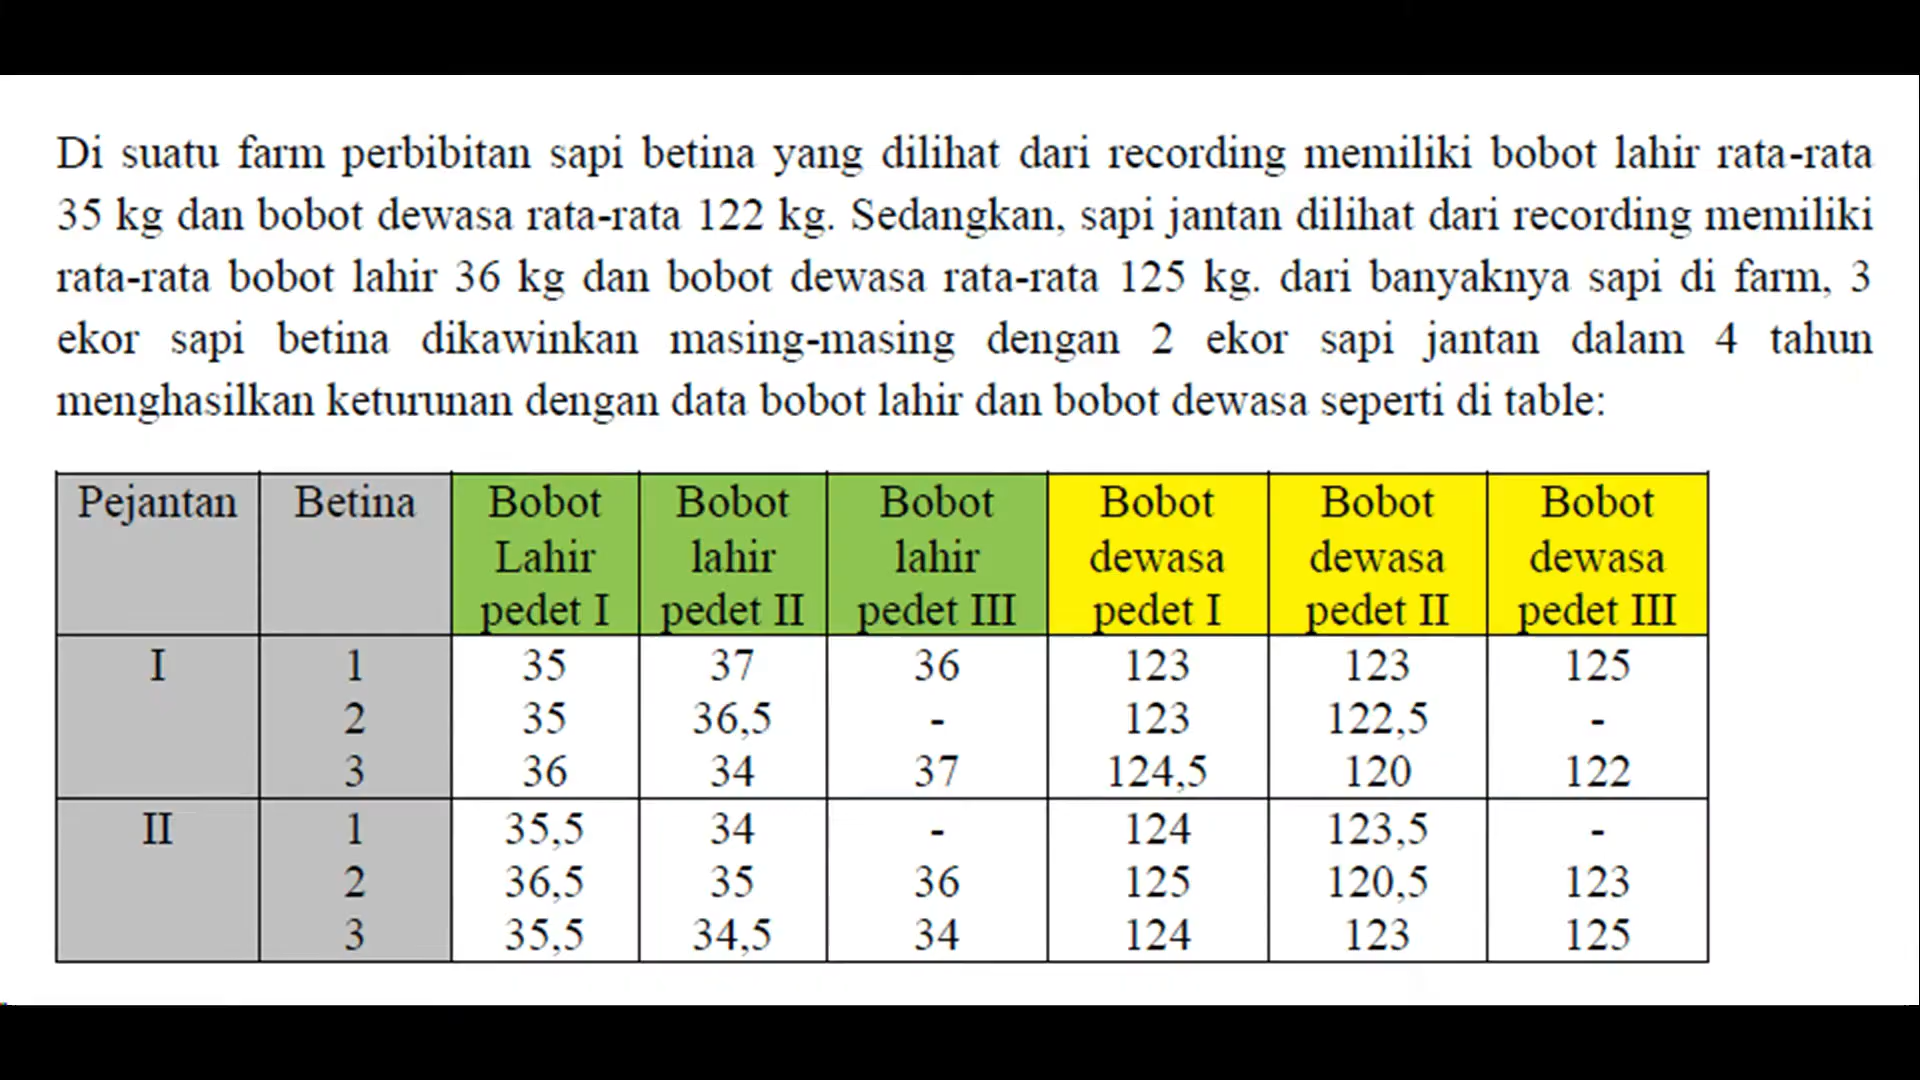 Di suatu farm perbibitan sapi betina yang dilihat dari recording memiliki bobot lahir rata-rata
35 kg dan bobot dewasa rata-rata 122 kg. Sedangkan, sapi jantan dilihat dari recording memiliki
rata-rata bobot lahir 36 kg dan bobot dewasa rata-rata 125 kg. dari banyaknya sapi di farm, 3
ekor sapi betina dikawinkan masing-masing dengan 2 ekor sapi jantan dalam 4 tahun
menghasilkan keturunan dengan data bobot lahir dan bobot dewasa seperti di table:
Pejantan Betina Bobot Bobot Bobot Bobot Bobot Bobot
Lahir lahir lahir dewasa dewasa dewasa
pedet I pedet II pedet III pedet I pedet II pedet III
I 1 35 37 36 123 123 125
2 35 36,5 - 123 122,5 -
3 36 34 37 124,5 120 122
II 1 35,5 34 - 124 123,5 -
2 36,5 35 36 125 120,5 123
3 35,5 34,5 34 124 123 125